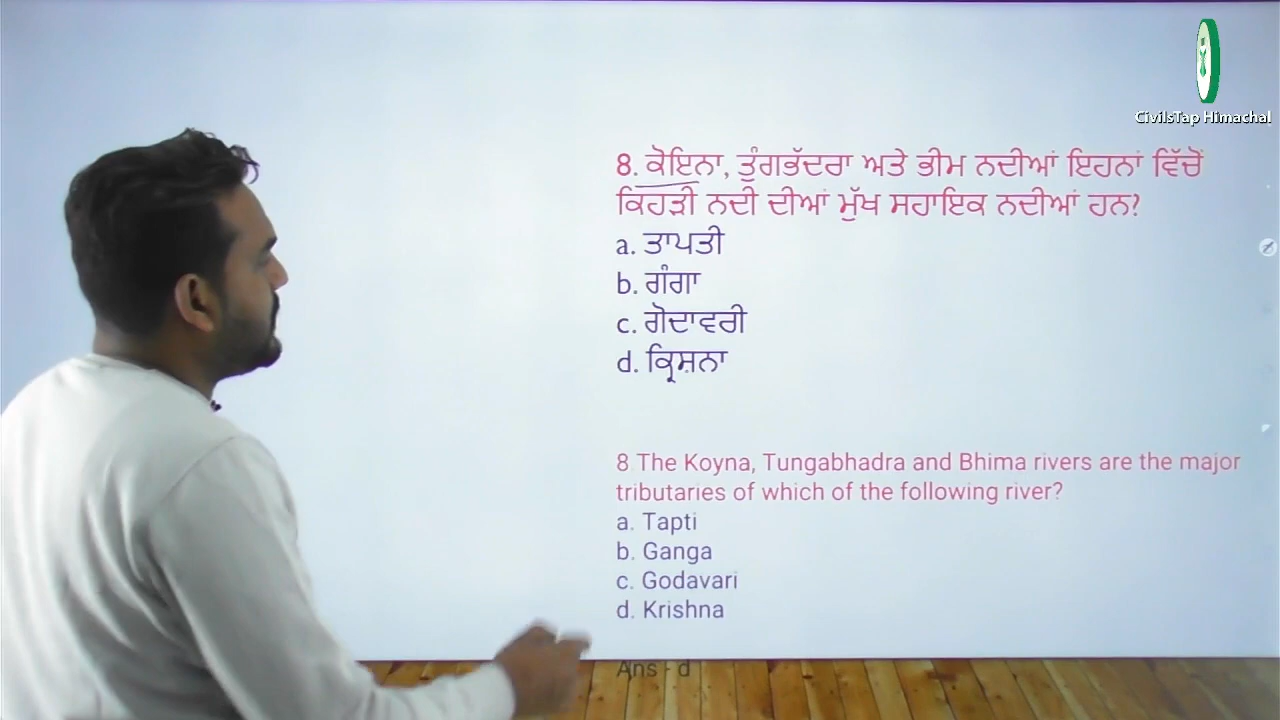 CivilsTap Himachal
8. ਕੋਇਨਾ, ਤੁੰਗਭੱਦਰਾ ਅਤੇ ਭੀਮ ਨਦੀਆਂ ਇਹਨਾਂ ਵਿੱਚੋਂ
ਕਿਹੜੀ ਨਦੀ ਦੀਆਂ ਮੁੱਖ ਸਹਾਇਕ ਨਦੀਆਂ ਹਨ?
a. ਤਾਪਤੀ
b. ਗੰਗਾ
c. ਗੋਦਾਵਰੀ
d. ਕ੍ਰਿਸ਼ਨਾ
8 The Koyna, Tungabhadra and Bhima rivers are the major
tributaries of which of the following river?
a. Tapti
b. Ganga
c. Godavari
d. Krishna
Ans - d